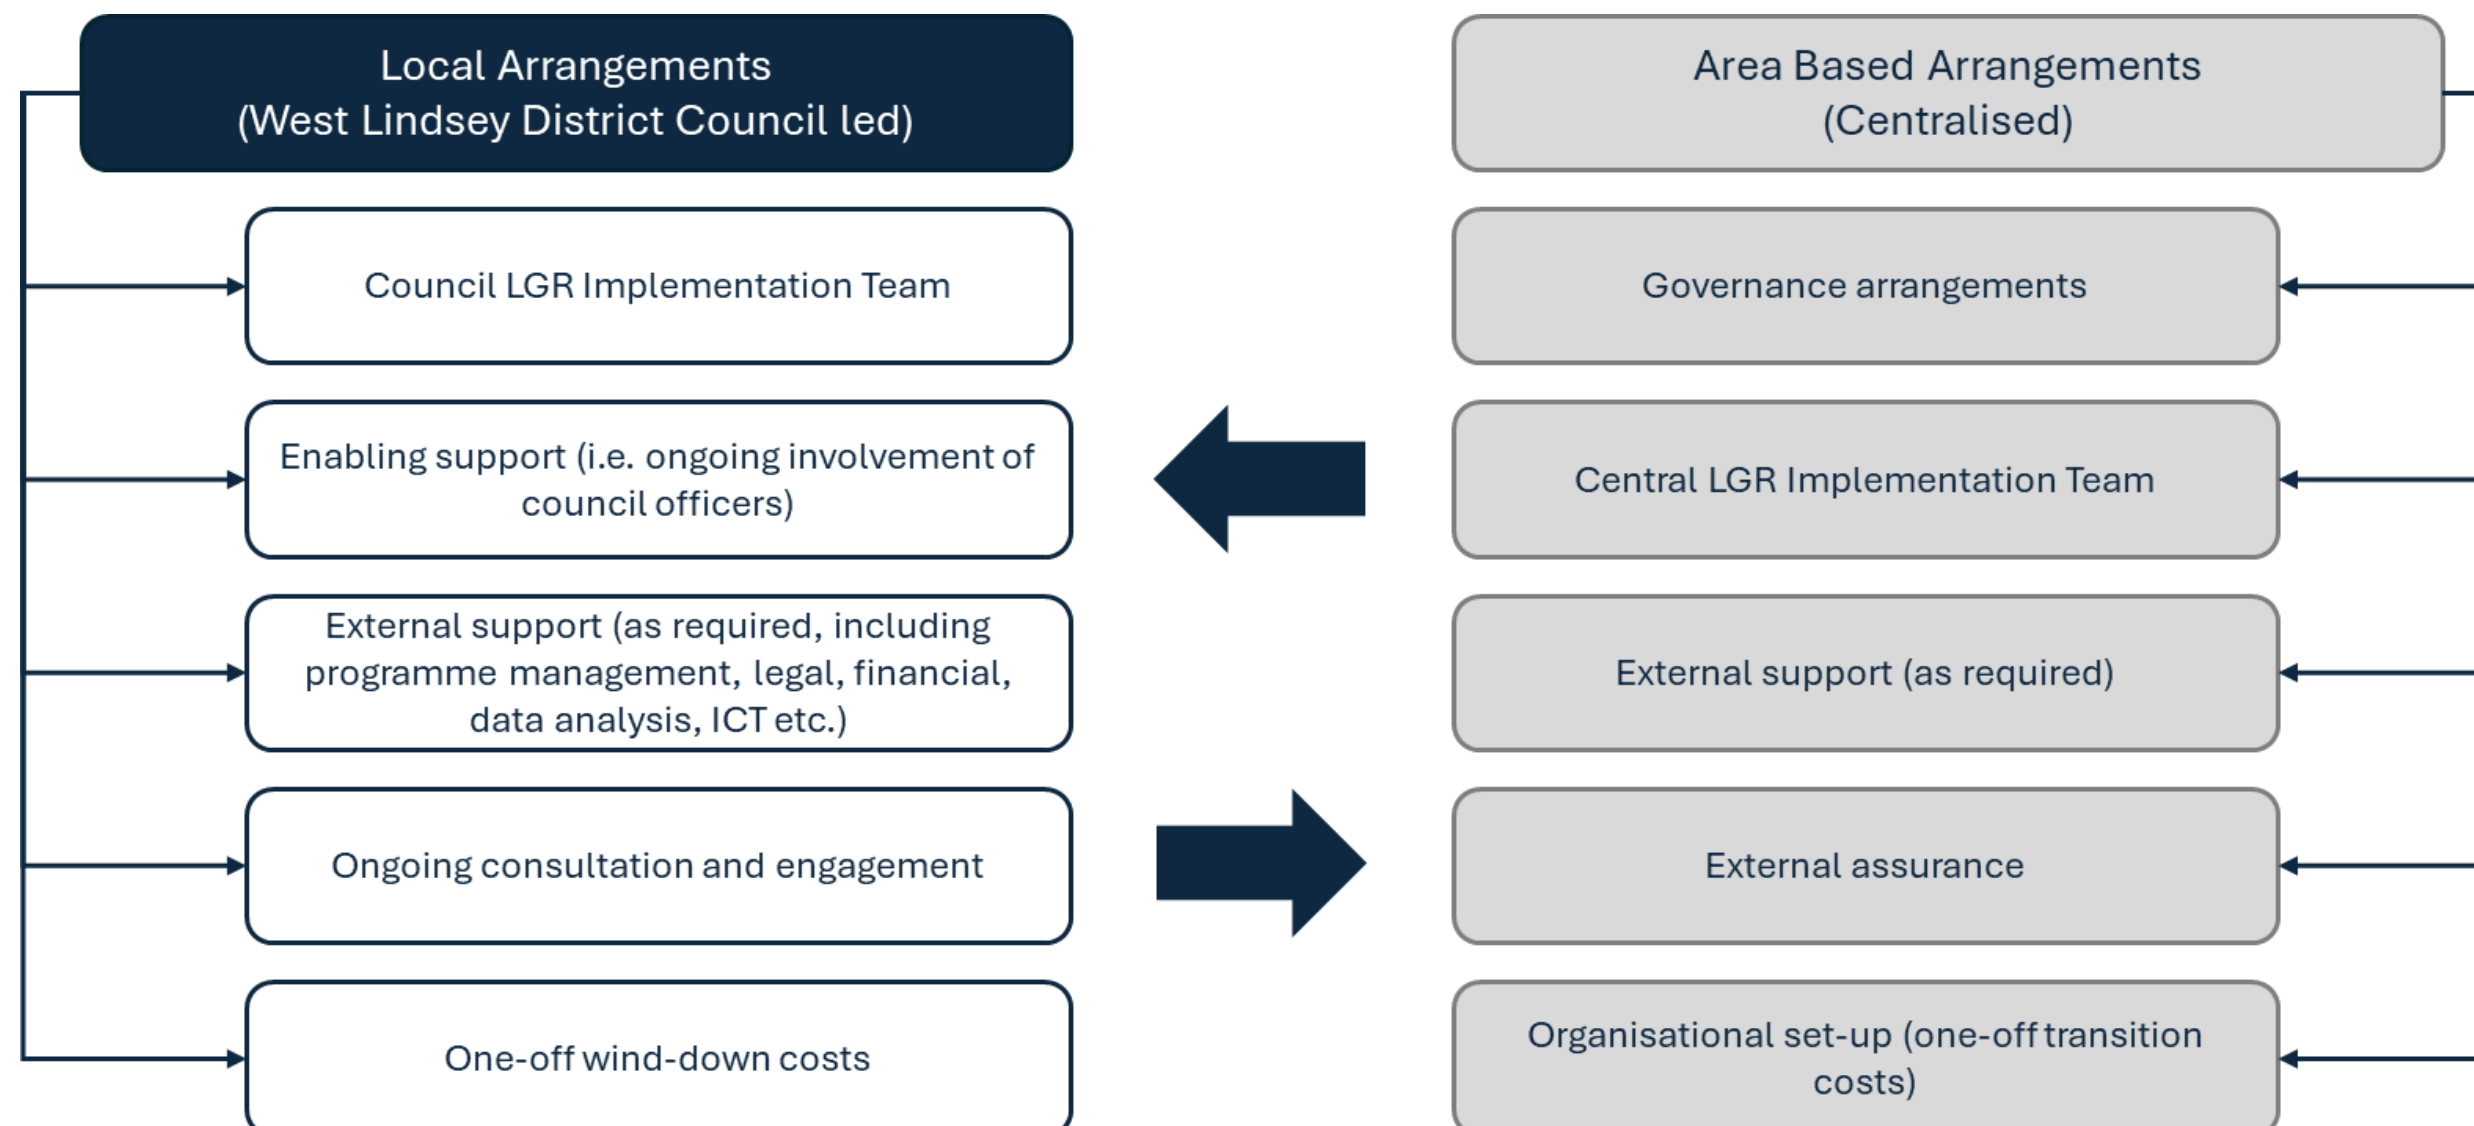 Local Arrangements
(West Lindsey District Council led)
Council LGR Implementation Team
Enabling support (i.e. ongoing involvement of
council officers)
External support (as required, including
programme management, legal, financial,
data analysis, ICT etc.)
Ongoing consultation and engagement
One-off wind-down costs
Area Based Arrangements
(Centralised)
Governance arrangements
Central LGR Implementation Team
External support (as required)
External assurance
Organisational set-up (one-off transition
costs)